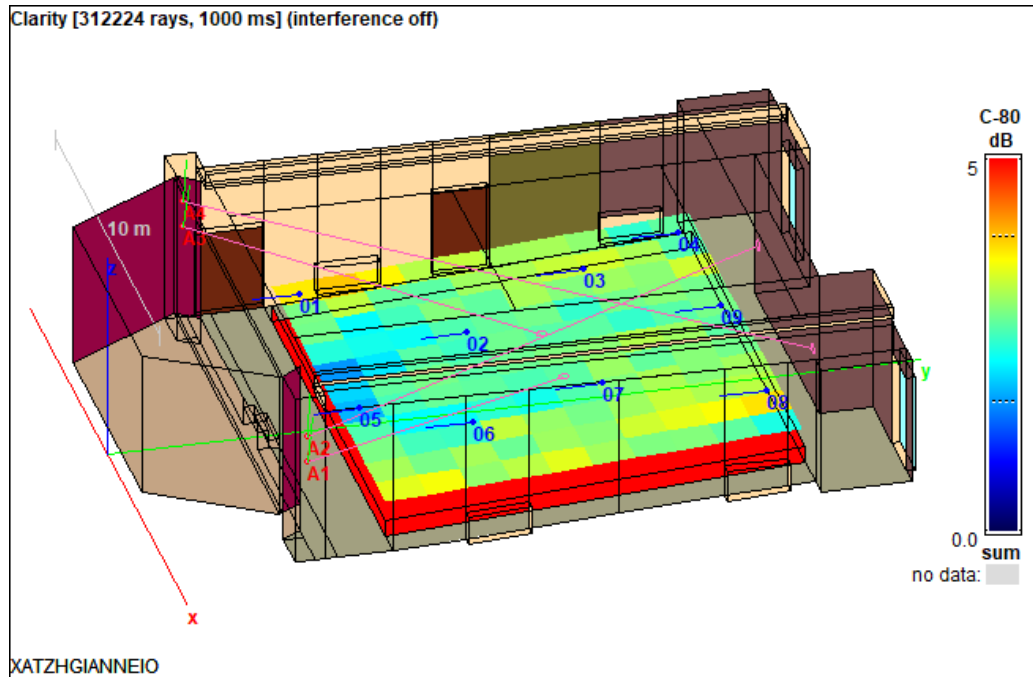 Clarity [312224 rays, 1000 ms] (interference off)
C-80
dB
5
A4
A3
10 m
z
04
03
01
09
02
y
07
08
05
06
A2
A1
0.0
sum
no data:
x
XATZHGIANNEIO